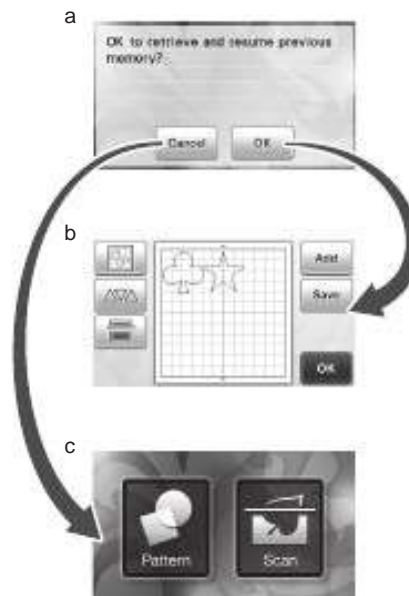 a
OK to retrieve and resume previous
memory?
Cancel
OK
b
Add
Save
OK
c
Pattern
Scan